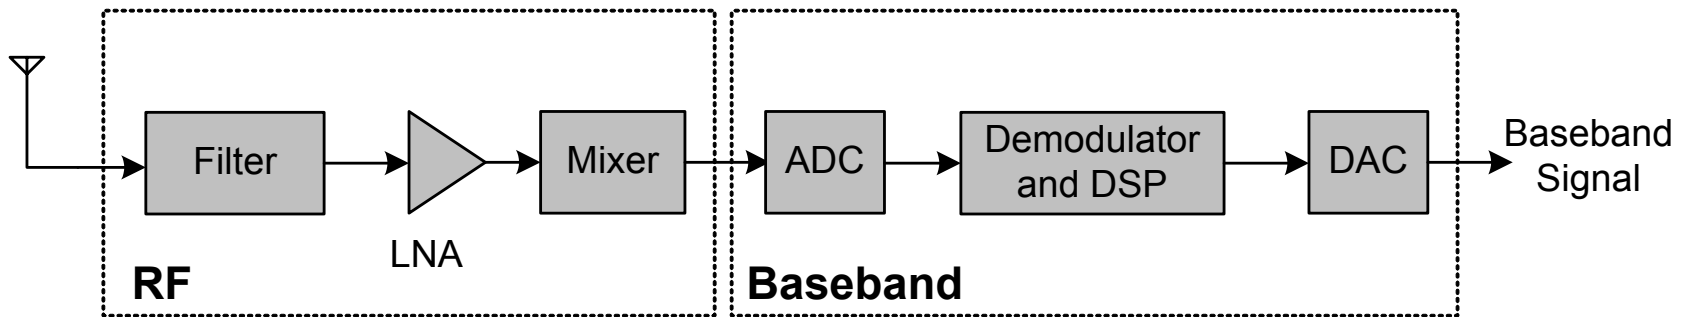 Filter
LNA
Mixer
RF
ADC
Demodulator
and DSP
DAC
Baseband
Baseband
Signal